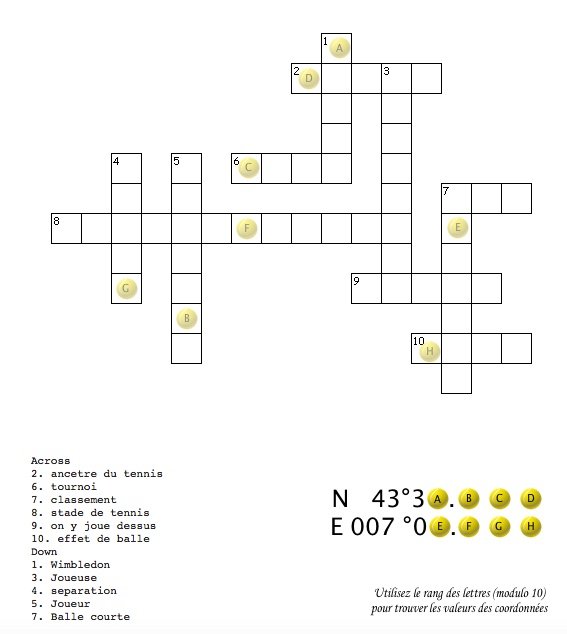 1 A
2 D 3
4 5 6 C
7
8 F E
G 9
B
10 H
Across
2. ancetre du tennis
6. tournoi
7. classement
8. stade de tennis
9. on y joue dessus
10. effet de balle
Down
1. Wimbledon
3. Joueuse
4. separation
5. Joueur
7. Balle courte
N 43°3A.B C D
E 007 °0E.F G H
Utilisez le rang des lettres (modulo 10)
pour trouver les valeurs des coordonnées